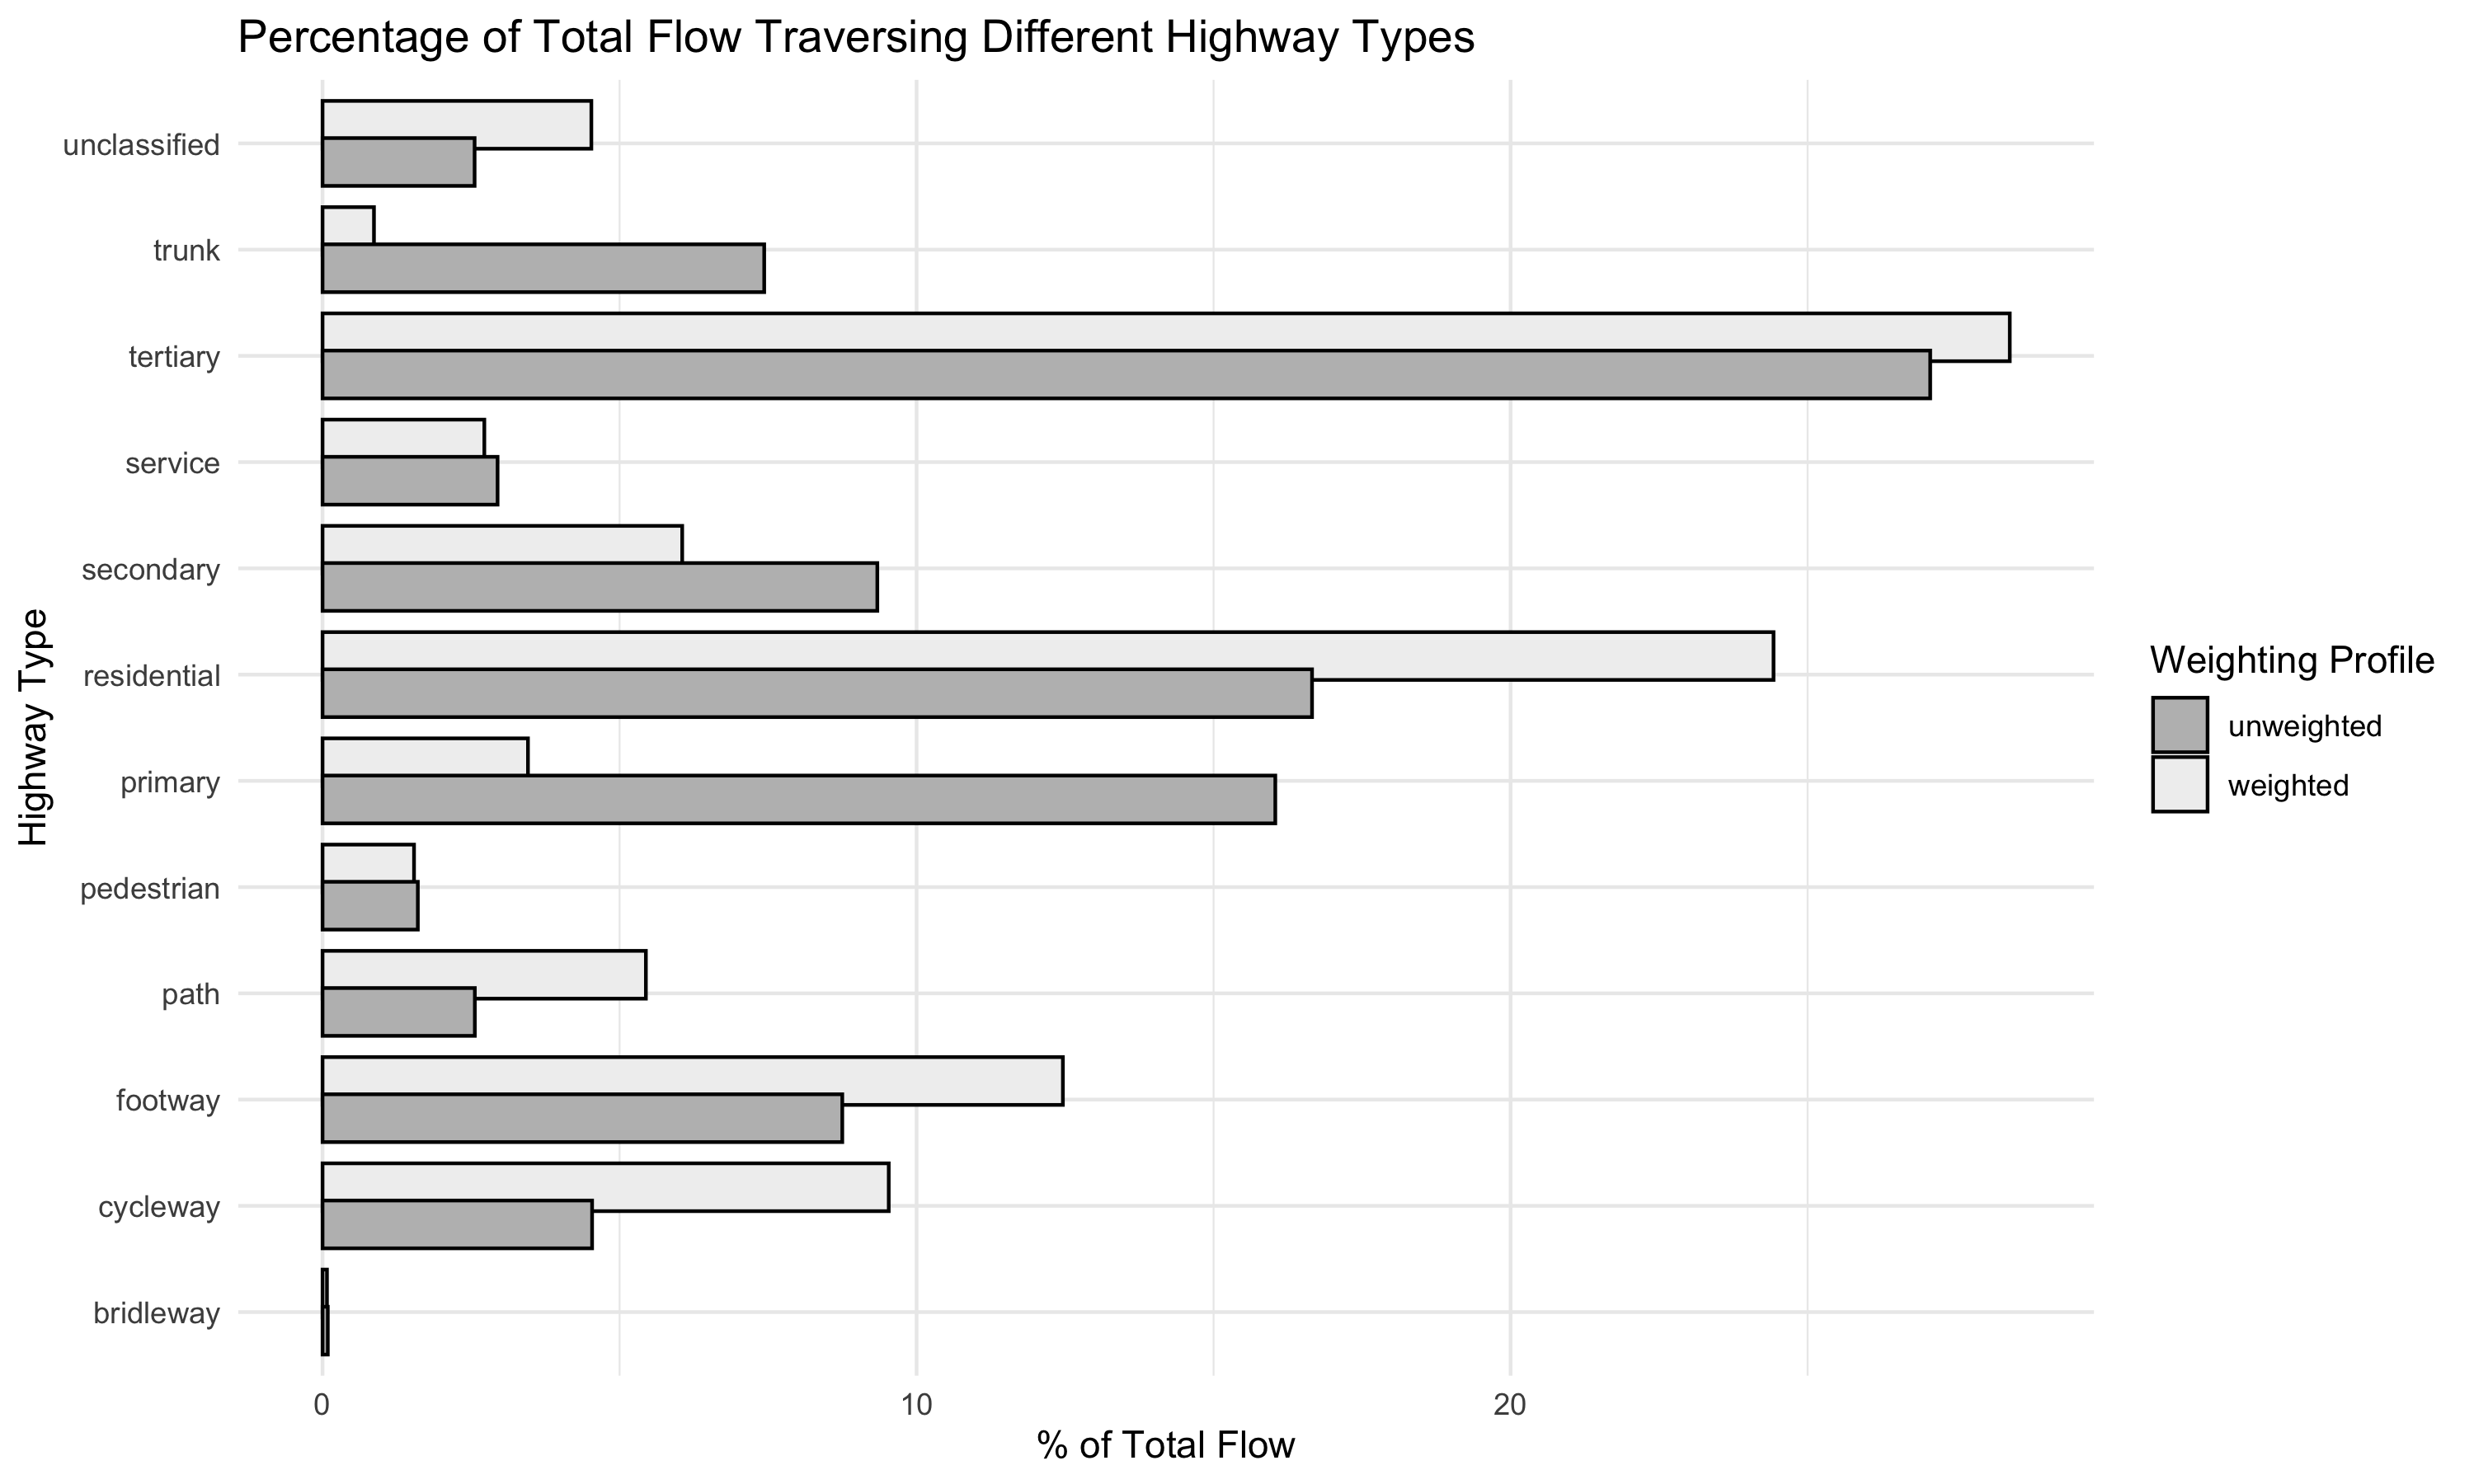 Percentage of Total Flow Traversing Different Highway Types
unclassified
trunk
tertiary
service
secondary
residential
primary
pedestrian
path
footway
cycleway
bridleway
Highway Type
0
10
20
% of Total Flow
Weighting Profile
unweighted
weighted